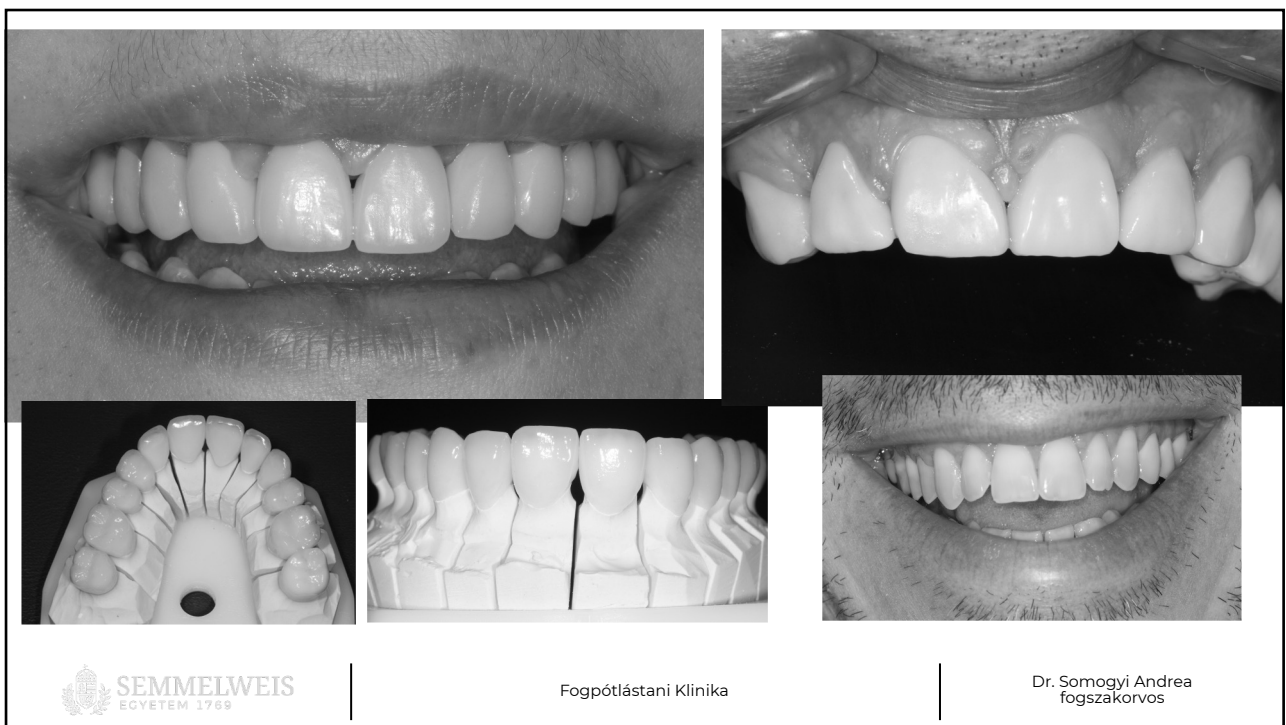 SEMMELWEIS
EGYETEM 1769
Fogpótlástani Klinika
Dr. Somogyi Andrea
fogszakorvos